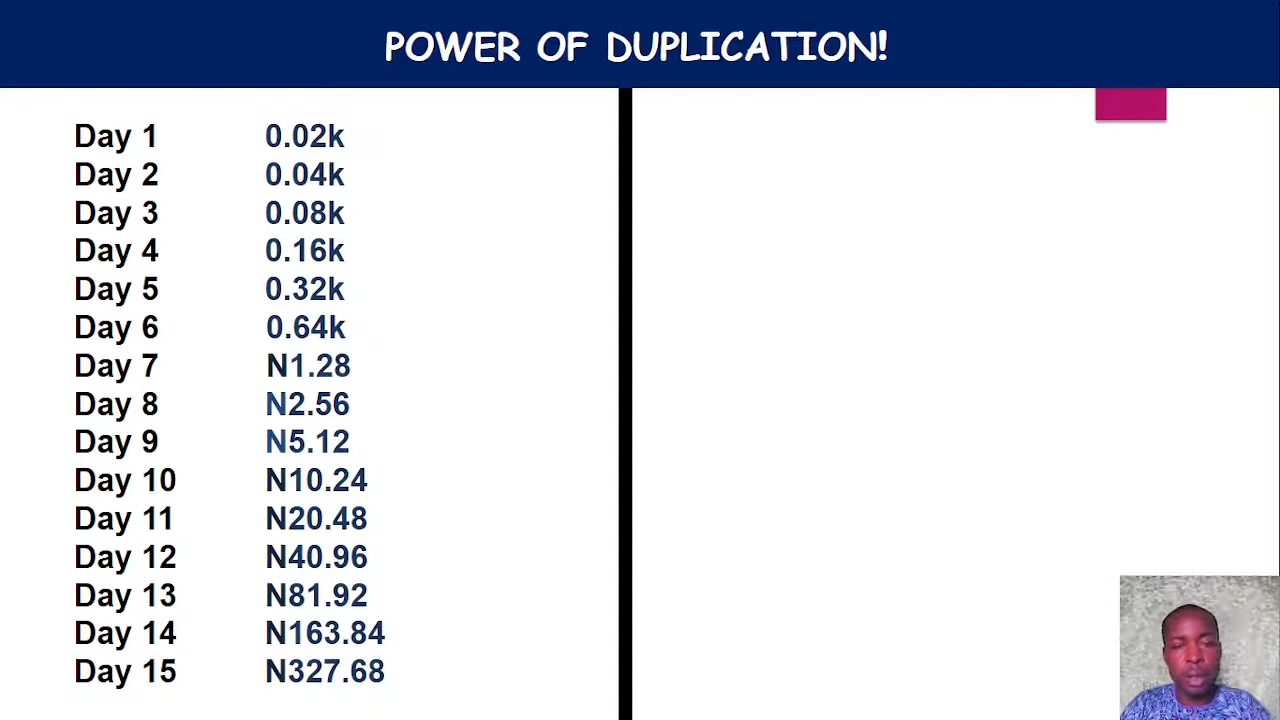 POWER OF DUPLICATION!
Day 1 0.02k
Day 2 0.04k
Day 3 0.08k
Day 4 0.16k
Day 5 0.32k
Day 6 0.64k
Day 7 N1.28
Day 8 N2.56
Day 9 N5.12
Day 10 N10.24
Day 11 N20.48
Day 12 N40.96
Day 13 N81.92
Day 14 N163.84
Day 15 N327.68